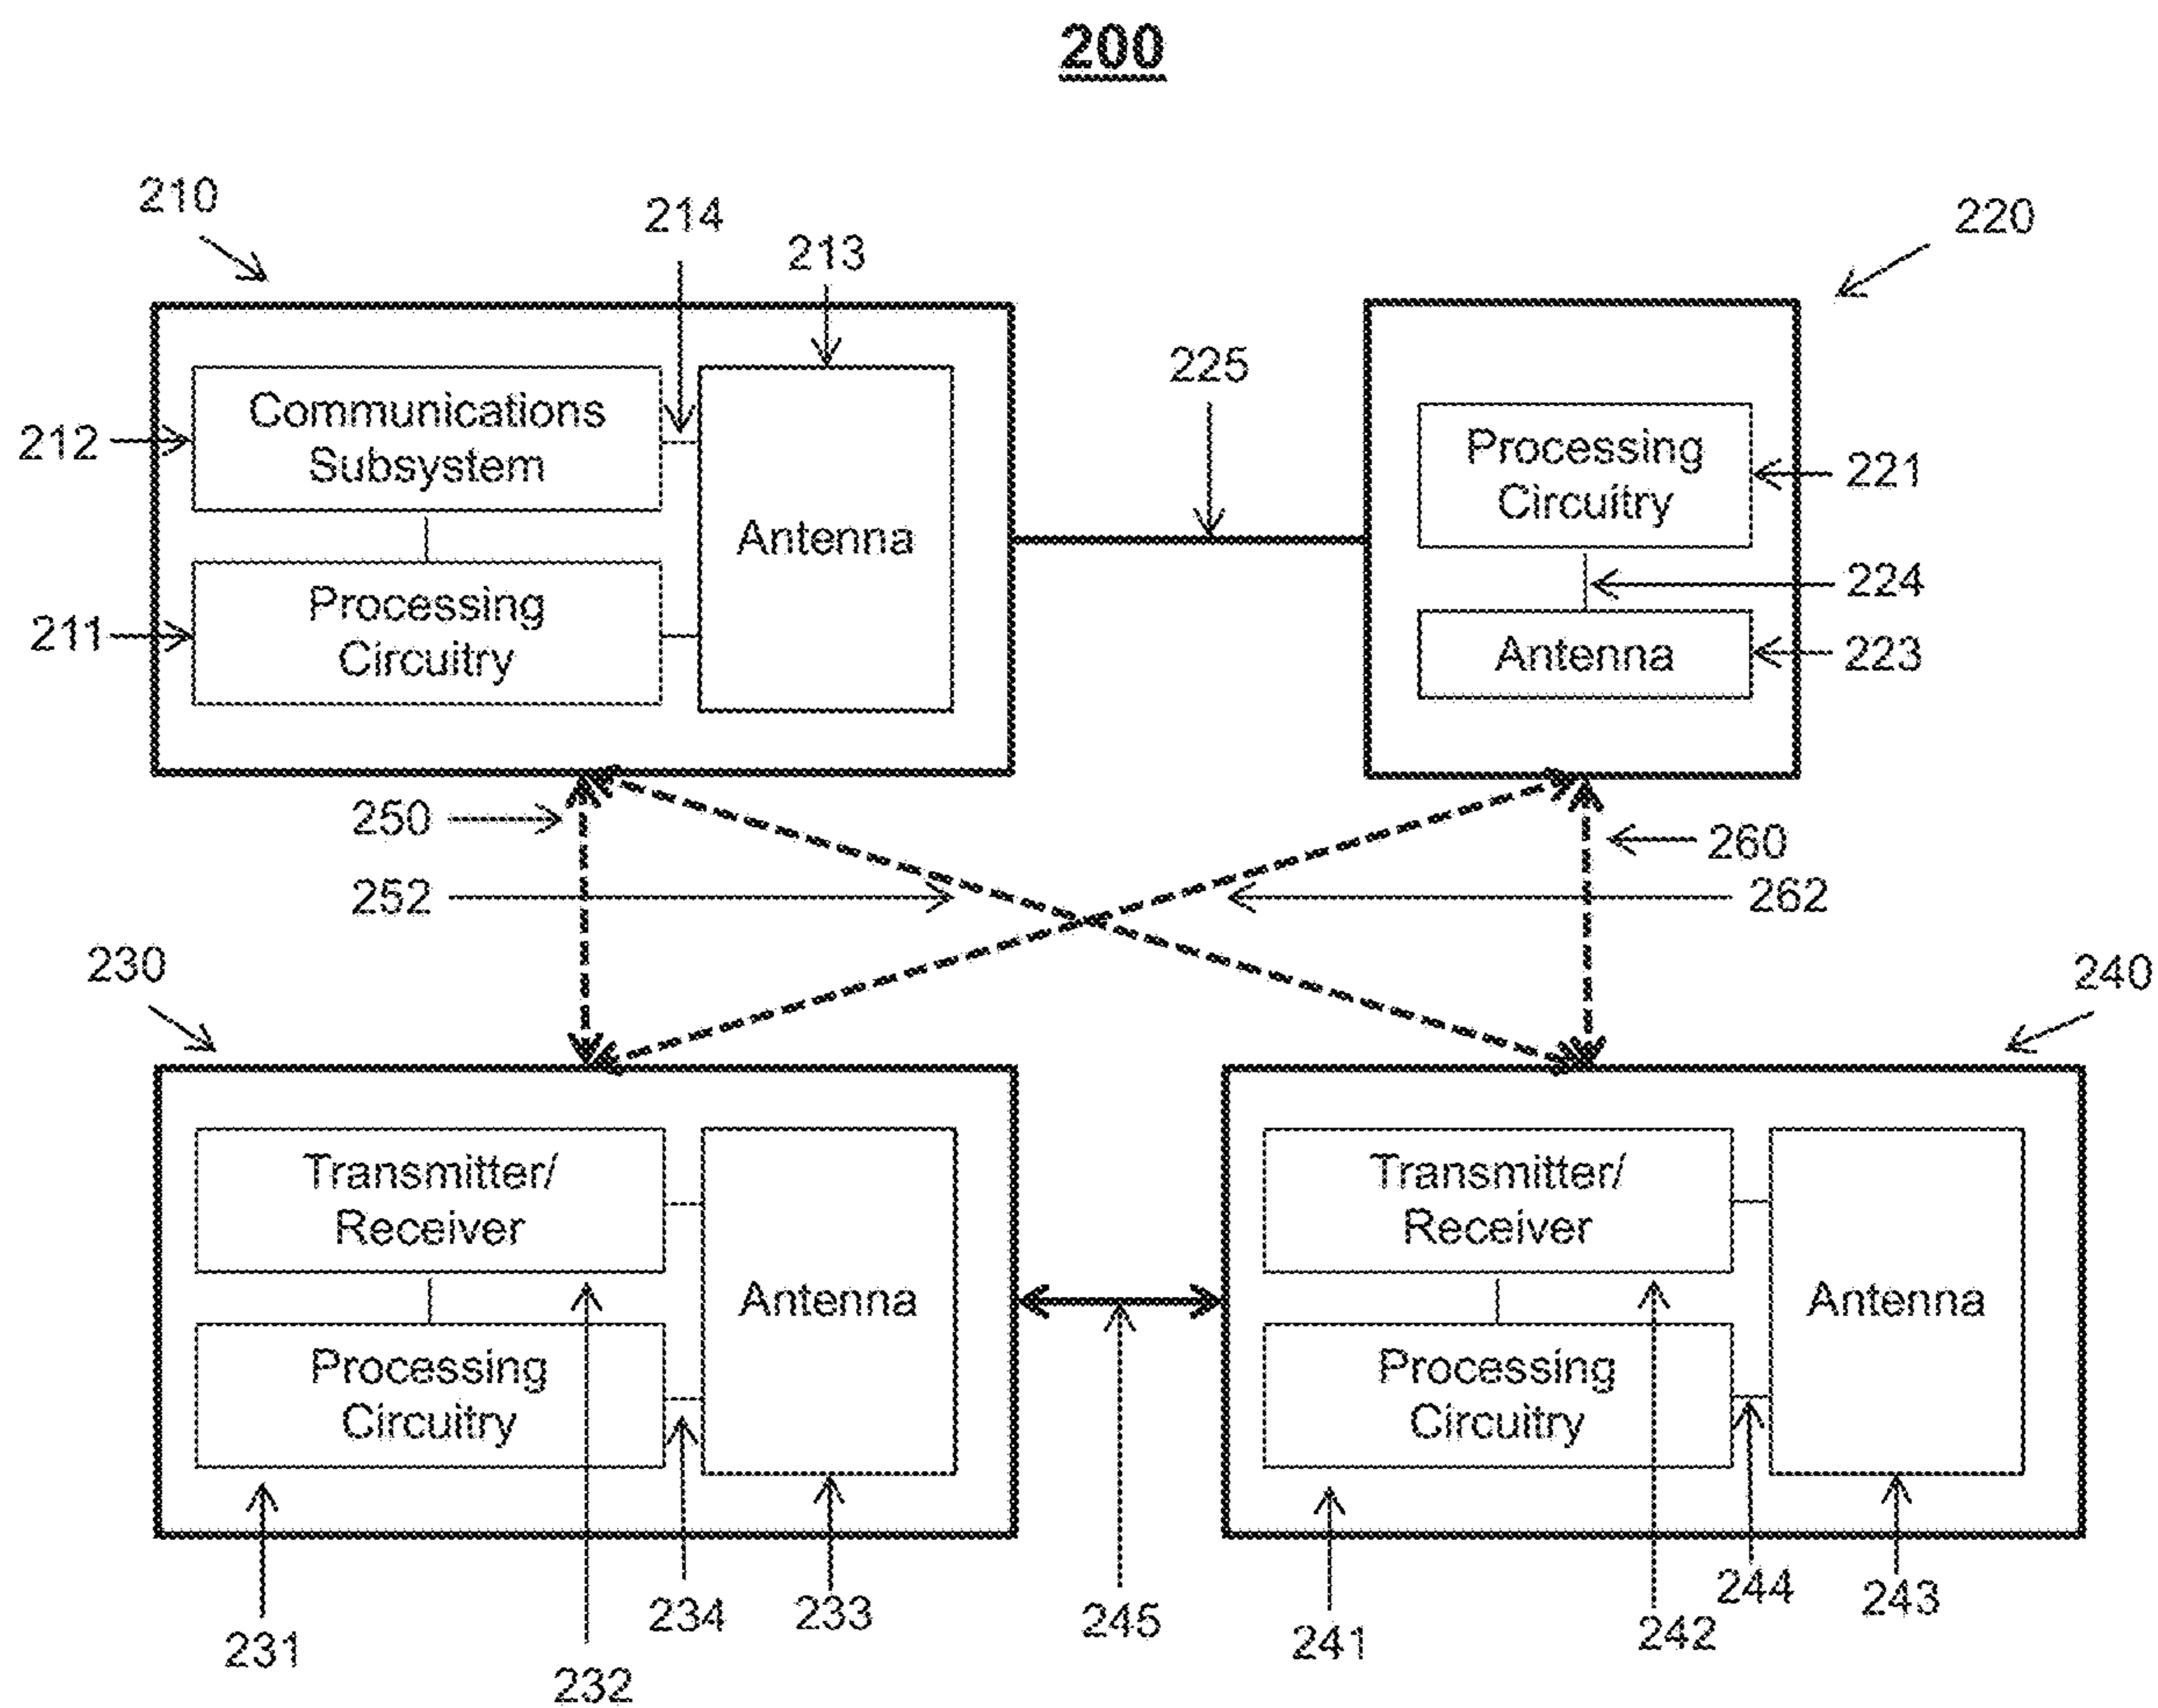 200
210
214
213
220
225
212
Communications
Subsystem
Antenna
Processing
Circuitry
221
224
211
Processing
Circuitry
Antenna
223
250
260
252
262
230
240
Transmitter/
Receiver
Antenna
Processing
Circuitry
Transmitter/
Receiver
Antenna
Processing
Circuitry
231
232
234
233
245
241
242
244
243